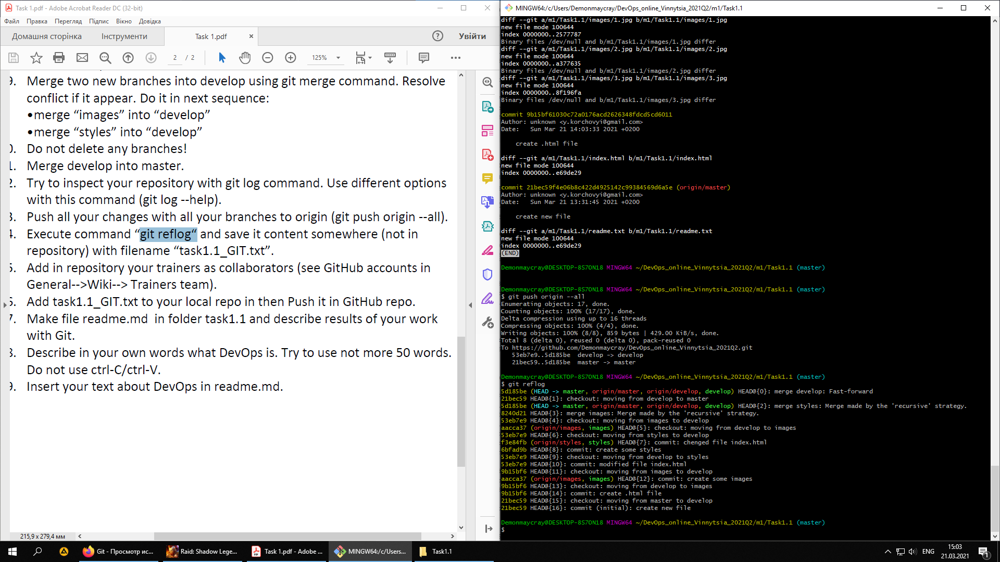 Task 1.pdf - Adobe Acrobat Reader DC (32-bit)
Файл Правка Перегляд Підпис Вікно Довідка
Домашня сторінка Інструменти Task 1.pdf Увійти
2 / 2 125%
9. Merge two new branches into develop using git merge command. Resolve
conflict if it appear. Do it in next sequence:
•merge “images” into “develop”
•merge “styles” into “develop”
0. Do not delete any branches!
1. Merge develop into master.
2. Try to inspect your repository with git log command. Use different options
with this command (git log --help).
3. Push all your changes with all your branches to origin (git push origin --all).
4. Execute command “git reflog“ and save it content somewhere (not in
repository) with filename “task1.1_GIT.txt”.
5. Add in repository your trainers as collaborators (see GitHub accounts in
General-->Wiki--> Trainers team).
6. Add task1.1_GIT.txt to your local repo in then Push it in GitHub repo.
7. Make file readme.md  in folder task1.1 and describe results of your work
with Git.
8. Describe in your own words what DevOps is. Try to use not more 50 words.
Do not use ctrl-C/ctrl-V.
9. Insert your text about DevOps in readme.md.
215,9 x 279,4 мм
MINGW64:/c/Users/Demonmaycray/DevOps_online_Vinnytsia_2021Q2/m1/Task1.1
diff --git a/m1/Task1.1/images/1.jpg b/m1/Task1.1/images/1.jpg
new file mode 100644
index 0000000..2577787
Binary files /dev/null and b/m1/Task1.1/images/1.jpg differ
diff --git a/m1/Task1.1/images/2.jpg b/m1/Task1.1/images/2.jpg
new file mode 100644
index 0000000..a377635
Binary files /dev/null and b/m1/Task1.1/images/2.jpg differ
diff --git a/m1/Task1.1/images/3.jpg b/m1/Task1.1/images/3.jpg
new file mode 100644
index 0000000..8f196fa
Binary files /dev/null and b/m1/Task1.1/images/3.jpg differ
commit 9b15bf61030c72a0176acd2626348fdcd5cd6011
Author: unknown <y.korchovyi@gmail.com>
Date:   Sun Mar 21 14:03:33 2021 +0200
create .html file
diff --git a/m1/Task1.1/index.html b/m1/Task1.1/index.html
new file mode 100644
index 0000000..e69de29
commit 21bec59f4e06b8c422d4925142c99384569d6a5e (origin/master)
Author: unknown <y.korchovyi@gmail.com>
Date:   Sun Mar 21 13:31:45 2021 +0200
create new file
diff --git a/m1/Task1.1/readme.txt b/m1/Task1.1/readme.txt
new file mode 100644
index 0000000..e69de29
(END)
Demonmaycray@DESKTOP-8S7ON18 MINGW64 ~/DevOps_online_Vinnytsia_2021Q2/m1/Task1.1 (master)
Demonmaycray@DESKTOP-8S7ON18 MINGW64 ~/DevOps_online_Vinnytsia_2021Q2/m1/Task1.1 (master)
$ git push origin --all
Enumerating objects: 17, done.
Counting objects: 100% (17/17), done.
Delta compression using up to 16 threads
Compressing objects: 100% (4/4), done.
Writing objects: 100% (8/8), 859 bytes | 429.00 KiB/s, done.
Total 8 (delta 0), reused 0 (delta 0), pack-reused 0
To https://github.com/Demonmaycray/DevOps_online_Vinnytsia_2021Q2.git
53eb7e9..5d185be  develop -> develop
21bec59..5d185be  master -> master
Demonmaycray@DESKTOP-8S7ON18 MINGW64 ~/DevOps_online_Vinnytsia_2021Q2/m1/Task1.1 (master)
$ git reflog
5d185be (HEAD -> master, origin/master, origin/develop, develop) HEAD@{0}: merge develop: Fast-forward
21bec59 HEAD@{1}: checkout: moving from develop to master
5d185be (HEAD -> master, origin/master, origin/develop, develop) HEAD@{2}: merge styles: Merge made by the 'recursive' strategy.
8240d21 HEAD@{3}: merge images: Merge made by the 'recursive' strategy.
53eb7e9 HEAD@{4}: checkout: moving from images to develop
aacca37 (origin/images, images) HEAD@{5}: checkout: moving from develop to images
53eb7e9 HEAD@{6}: checkout: moving from styles to develop
f3e84fb (origin/styles, styles) HEAD@{7}: commit: chenged file index.html
6bfad9b HEAD@{8}: commit: create some styles
53eb7e9 HEAD@{9}: checkout: moving from develop to styles
53eb7e9 HEAD@{10}: commit: modified file index.html
9b15bf6 HEAD@{11}: checkout: moving from images to develop
aacca37 (origin/images, images) HEAD@{12}: commit: create some images
9b15bf6 HEAD@{13}: checkout: moving from develop to images
9b15bf6 HEAD@{14}: commit: create .html file
21bec59 HEAD@{15}: checkout: moving from master to develop
21bec59 HEAD@{16}: commit (initial): create new file
Demonmaycray@DESKTOP-8S7ON18 MINGW64 ~/DevOps_online_Vinnytsia_2021Q2/m1/Task1.1 (master)
$
Git - Просмотр ис... Raid: Shadow Lege... Task 1.pdf - Adobe ... MINGW64:/c/Users... Task1.1 ENG 15:03
21.03.2021 1